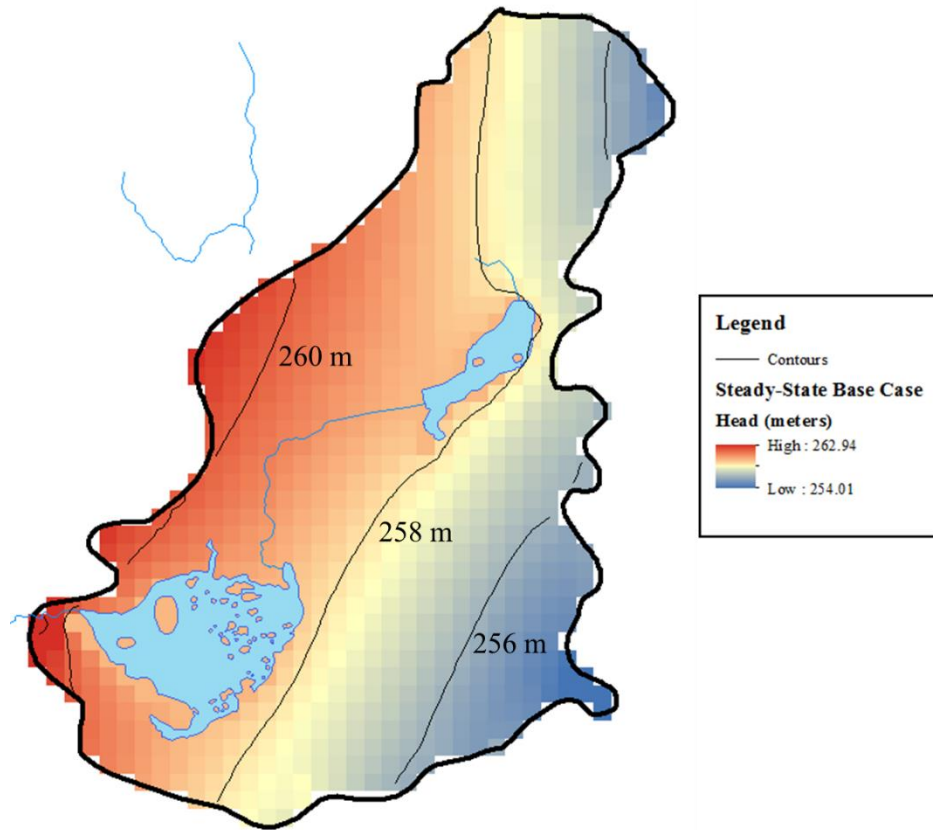 260 m
258 m
256 m
Legend
Contours
Steady-State Base Case
Head (meters)
High : 262.94
Low : 254.01